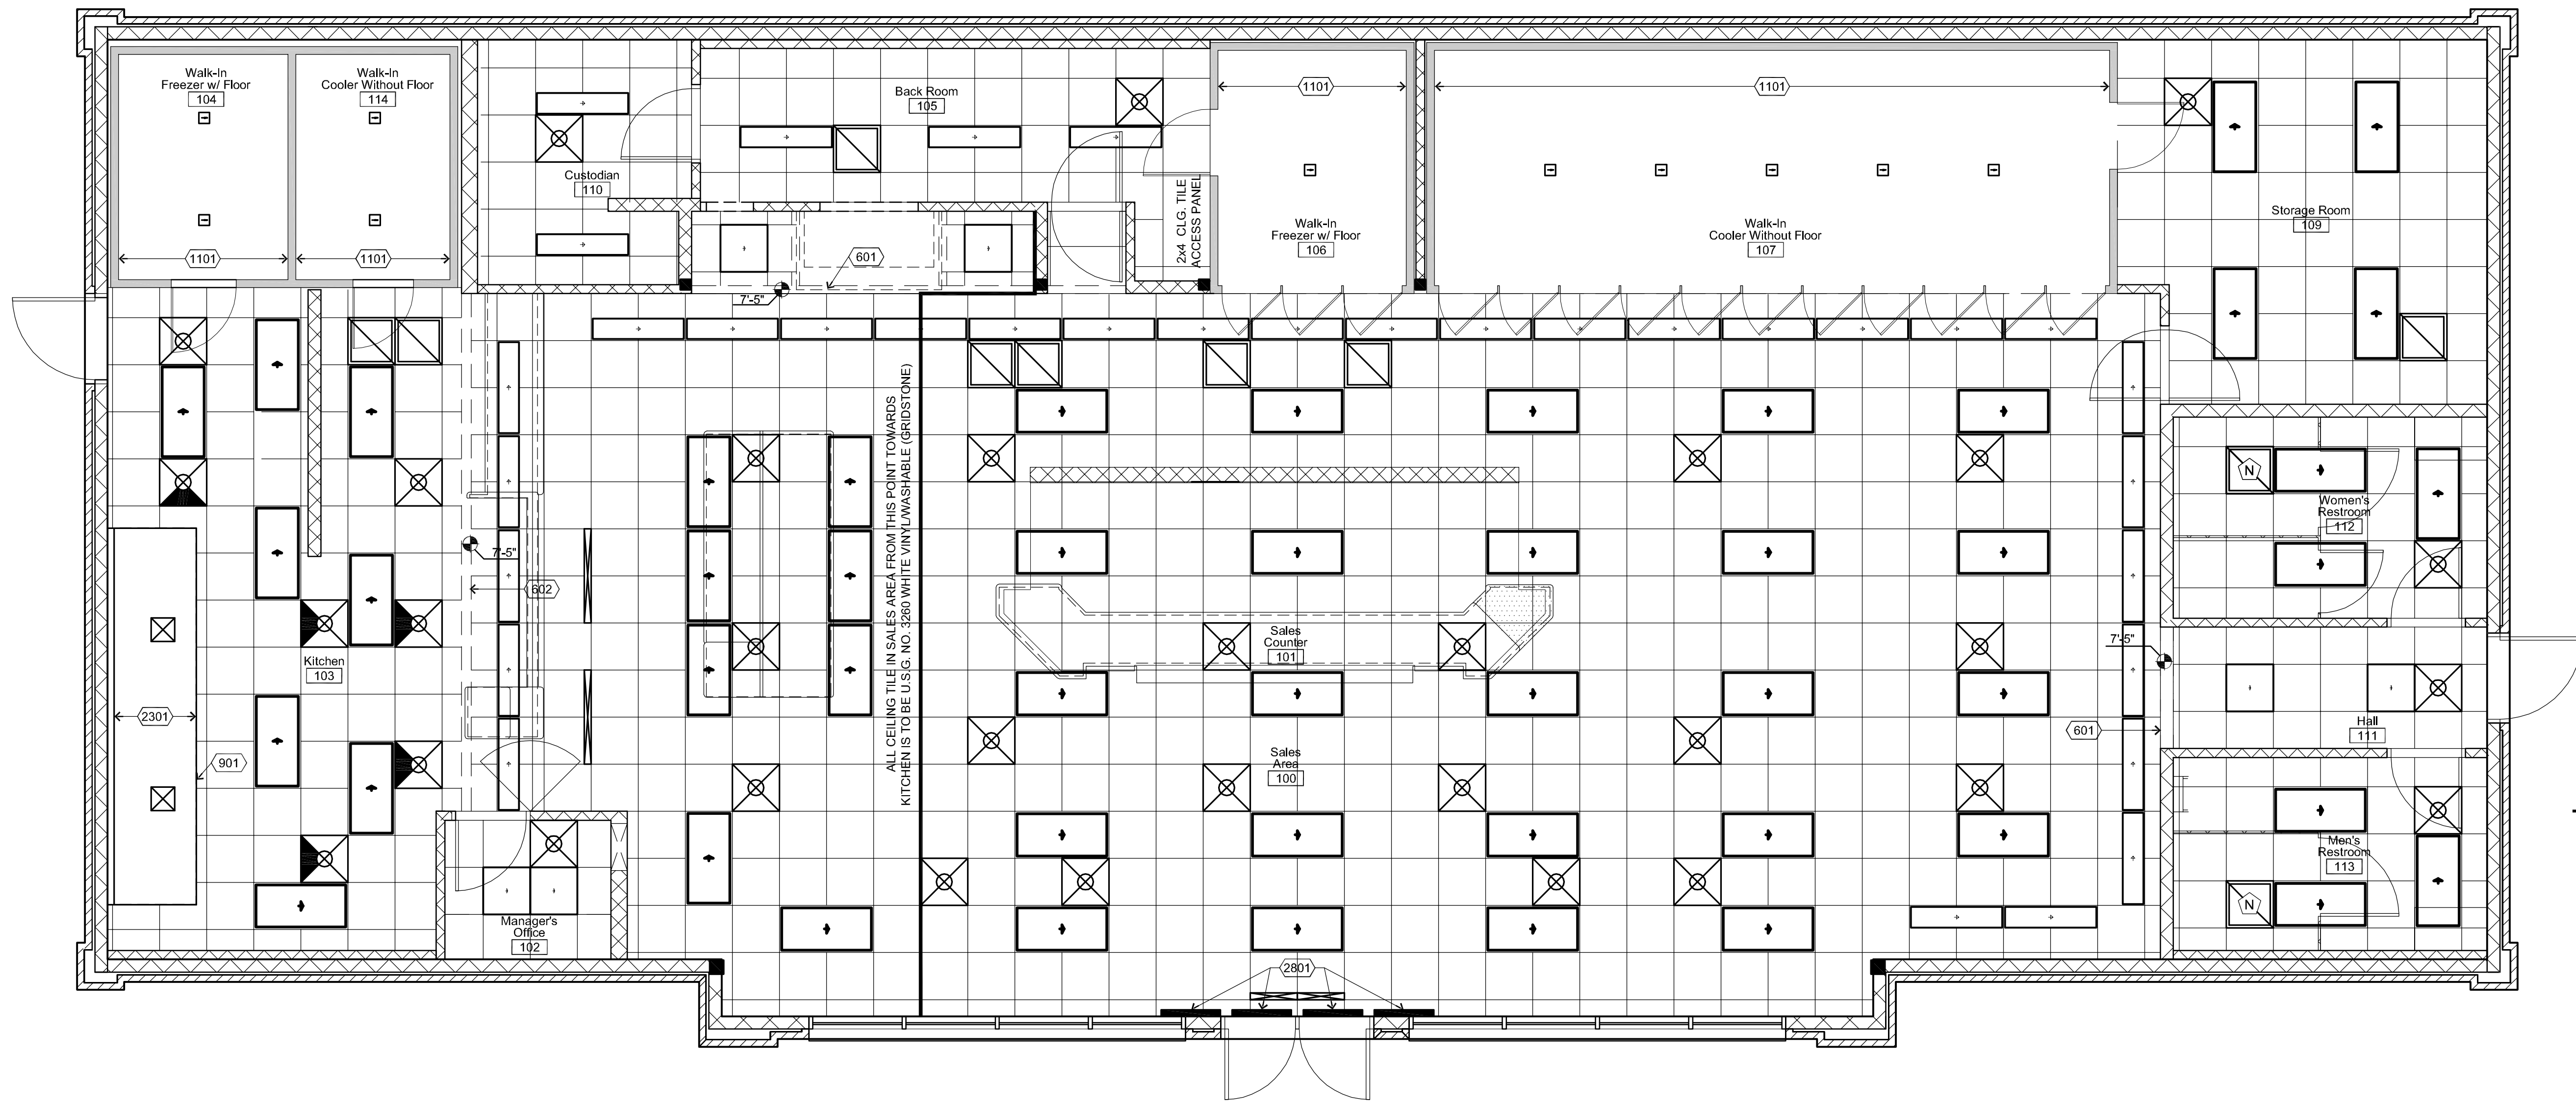 Walk-In
Freezer w/ Floor
104
Walk-In
Cooler Without Floor
114
1101
1101
Custodian
110
Back Room
105
601
7'-5"
2x4 CLG. TILE
ACCESS PANEL
1101
Walk-In
Freezer w/ Floor
106
1101
Walk-In
Cooler Without Floor
107
Storage Room
109
ALL CEILING TILE IN SALES AREA FROM THIS POINT TOWARDS
KITCHEN IS TO BE U.S.G. NO. 3260 WHITE VINYL/WASHABLE (GRIDSTONE)
7'-5"
602
Kitchen
103
2301
901
Manager's
Office
102
Sales
Counter
101
Sales
Area
100
2801
N
Women's
Restroom
112
7'-5"
601
Hall
111
Men's
Restroom
113
N